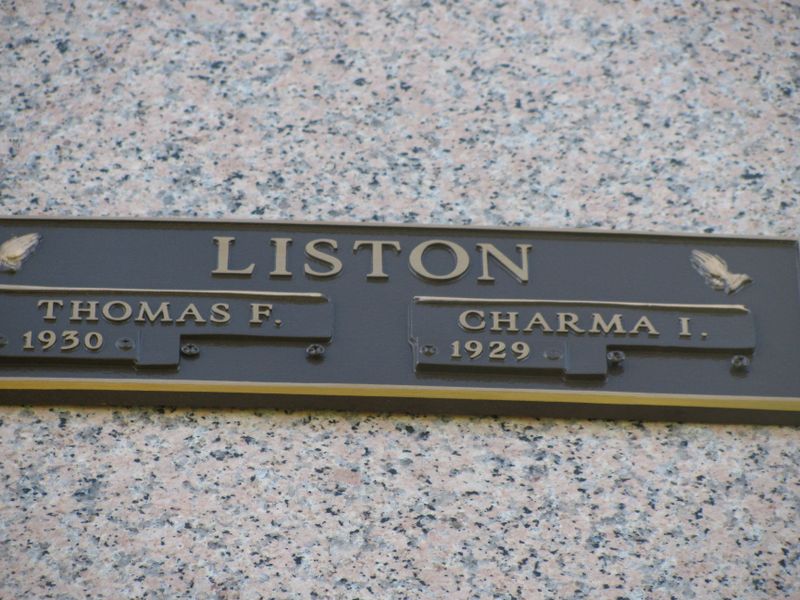 LISTON
THOMAS F.
1930
CHARMA I.
1929